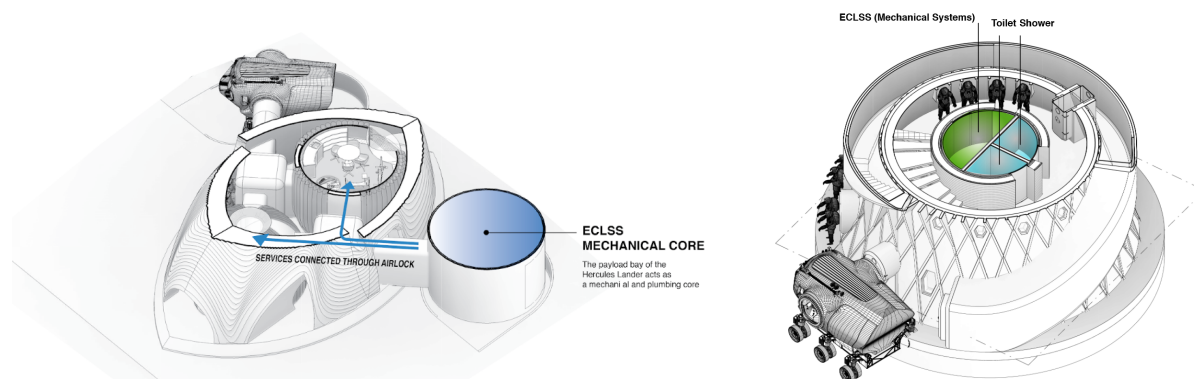 SERVICES CONNECTED THROUGH AIRLOCK
ECLSS
MECHANICAL CORE
The payload bay of the
Hercules Lander acts as
a mechani al and plumbing core
ECLSS (Mechanical Systems)
Toilet Shower